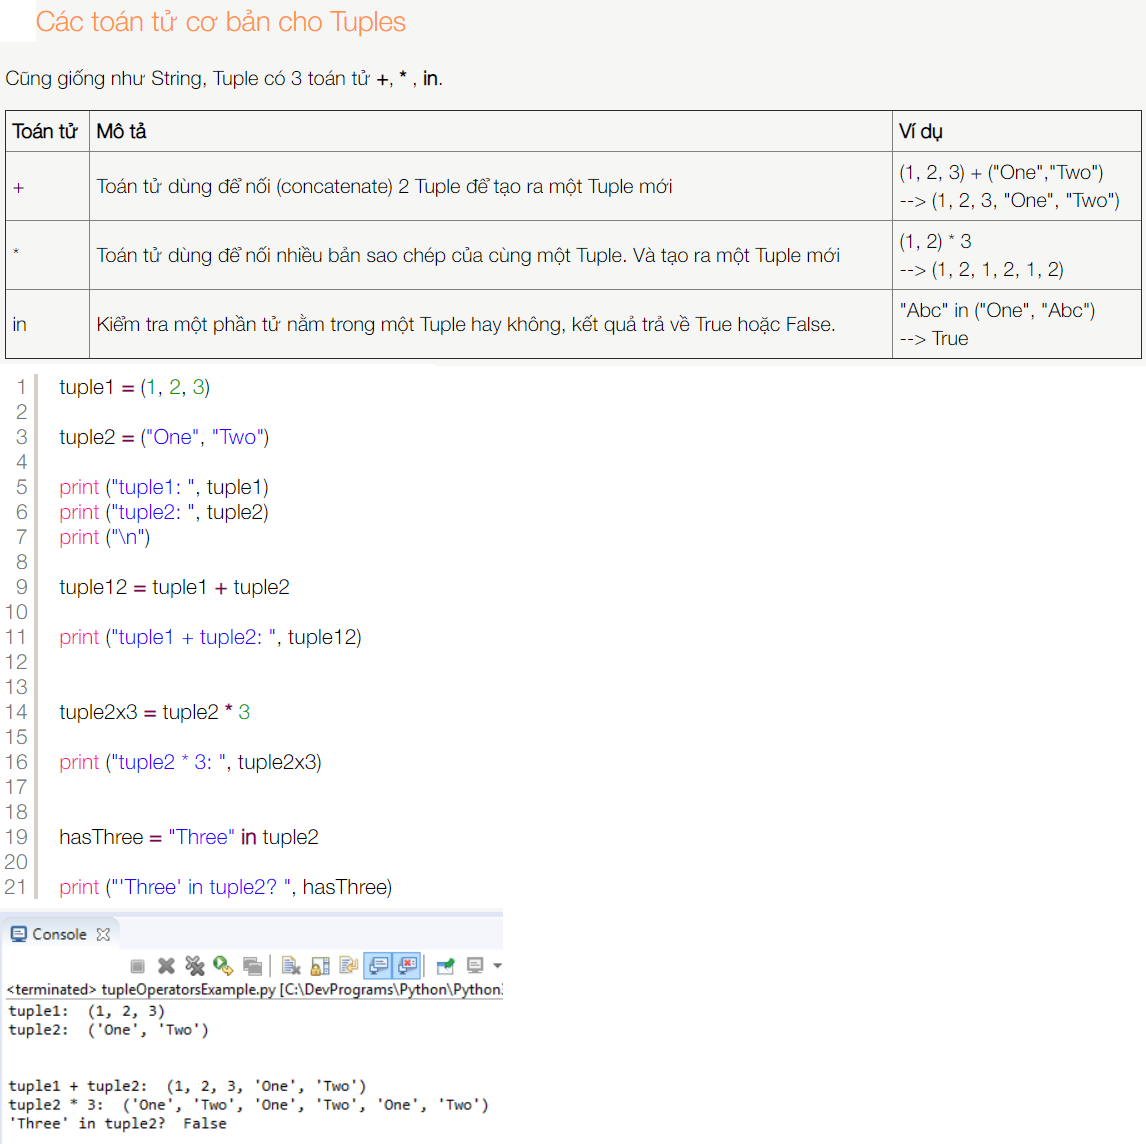 Các toán tử cơ bản cho Tuples
Cũng giống như String, Tuple có 3 toán tử +, * , in.
Toán tử Mô tả Ví dụ
+ Toán tử dùng để nối (concatenate) 2 Tuple để tạo ra một Tuple mới (1, 2, 3) + ("One","Two")
--> (1, 2, 3, "One", "Two")
* Toán tử dùng để nối nhiều bản sao chép của cùng một Tuple. Và tạo ra một Tuple mới (1, 2) * 3
--> (1, 2, 1, 2, 1, 2)
in Kiểm tra một phần tử nằm trong một Tuple hay không, kết quả trả về True hoặc False. "Abc" in ("One", "Abc")
--> True
1 tuple1 = (1, 2, 3)
2
3 tuple2 = ("One", "Two")
4
5 print ("tuple1: ", tuple1)
6 print ("tuple2: ", tuple2)
7 print ("\n")
8
9 tuple12 = tuple1 + tuple2
10
11 print ("tuple1 + tuple2: ", tuple12)
12
13
14 tuple2x3 = tuple2 * 3
15
16 print ("tuple2 * 3: ", tuple2x3)
17
18
19 hasThree = "Three" in tuple2
20
21 print ("'Three' in tuple2? ", hasThree)
Console
<terminated> tupleOperatorsExample.py [C:\DevPrograms\Python\Python3
tuple1:  (1, 2, 3)
tuple2:  ('One', 'Two')
tuple1 + tuple2:  (1, 2, 3, 'One', 'Two')
tuple2 * 3:  ('One', 'Two', 'One', 'Two', 'One', 'Two')
'Three' in tuple2?  False